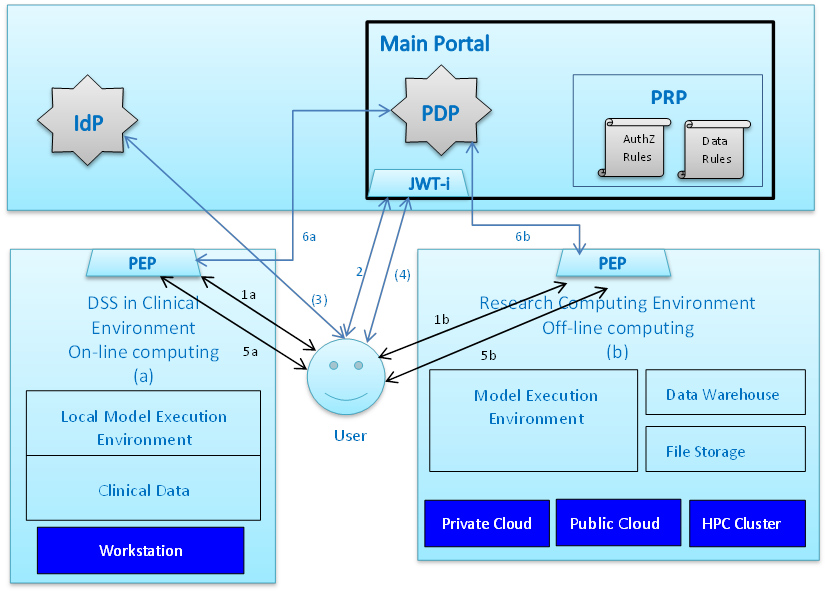 Main Portal
IdP
PDP
PRP
AuthZ
Rules
Data
Rules
JWT-i
6a
6b
2
(4)
(3)
PEP
DSS in Clinical
Environment
On-line computing
(a)
1a
5a
Local Model Execution
Environment
Clinical Data
Workstation
User
1b
5b
PEP
Research Computing Environment
Off-line computing
(b)
Model Execution
Environment
Data Warehouse
File Storage
Private Cloud
Public Cloud
HPC Cluster